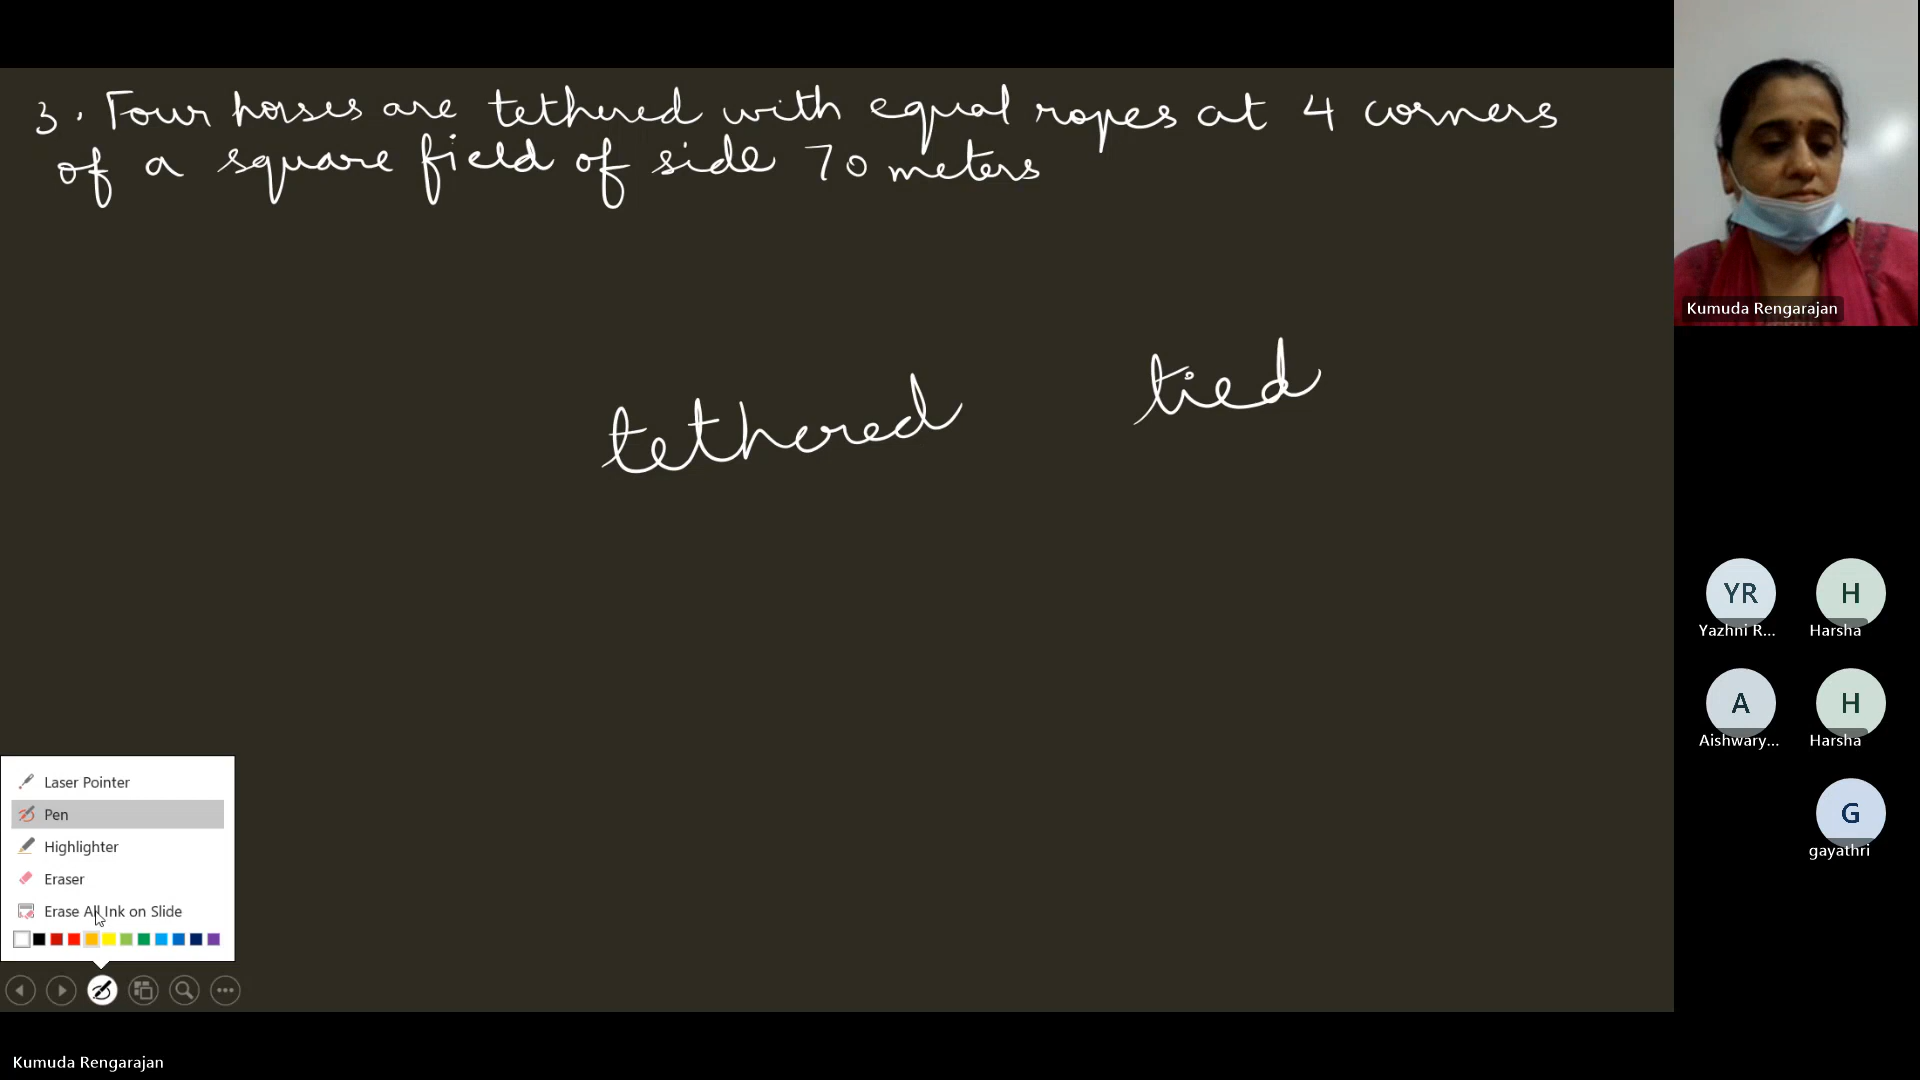 3. Four horses are tethered with equal ropes at 4 corners
of a square field of side 70 meters
tethered tied
Kumuda Rengarajan
YR H
Yazhni R... Harsha
A H
Aishwary... Harsha
G
gayathri
Laser Pointer
Pen
Highlighter
Eraser
Erase All Ink on Slide
Kumuda Rengarajan